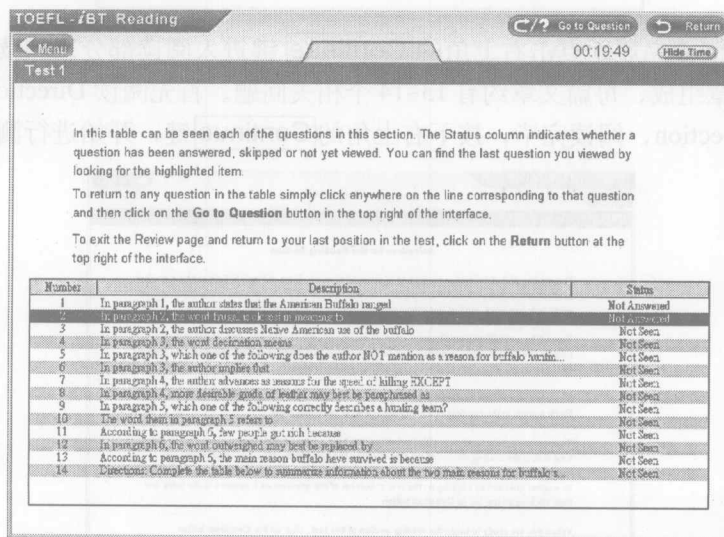 TOEFL - iBT Reading
Go to Question
Return
Menu
00:19:49
Hide Time
Test 1
In this table can be seen each of the questions in this section. The Status column indicates whether a
question has been answered, skipped or not yet viewed. You can find the last question you viewed by
looking for the highlighted item.
To return to any question in the table simply click anywhere on the line corresponding to that question
and then click on the Go to Question button in the top right of the interface.
To exit the Review page and return to your last position in the test, click on the Return button at the
top right of the interface.
Number Description Status
1 In paragraph 1, the author states that the American Buffalo ranged Not Answered
2 In paragraph 2, the word is closest in meaning to Not Answered
3 In paragraph 2, the author discusses Native American use of the buffalo Not Seen
4 In paragraph 3, the word decimation means Not Seen
5 In paragraph 3, which one of the following does the author NOT mention as a reason for buffalo huntin... Not Seen
6 In paragraph 3, the author implies that Not Seen
7 In paragraph 4, the author advances as reasons for the speed of killing EXCEPT Not Seen
8 In paragraph 4, more desirable grade of leather may best be paraphrased as Not Seen
9 In paragraph 5, which one of the following correctly describes a hunting team? Not Seen
10 The word them in paragraph 5 refers to Not Seen
11 According to paragraph 6, few people got rich because Not Seen
12 In paragraph 6, the word outweighed may best be replaced by Not Seen
13 According to paragraph 6, the main reason buffalo have survived is because Not Seen
14 Directions: Complete the table below to summarize information about the two main reasons for buffalo s... Not Seen